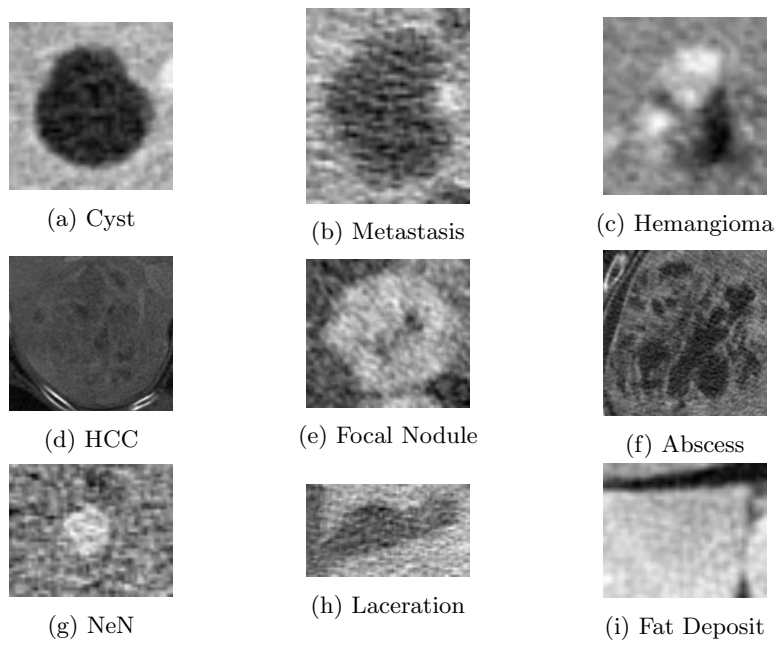 (a) Cyst
(b) Metastasis
(c) Hemangioma
(d) HCC
(e) Focal Nodule
(f) Abscess
(g) NeN
(h) Laceration
(i) Fat Deposit